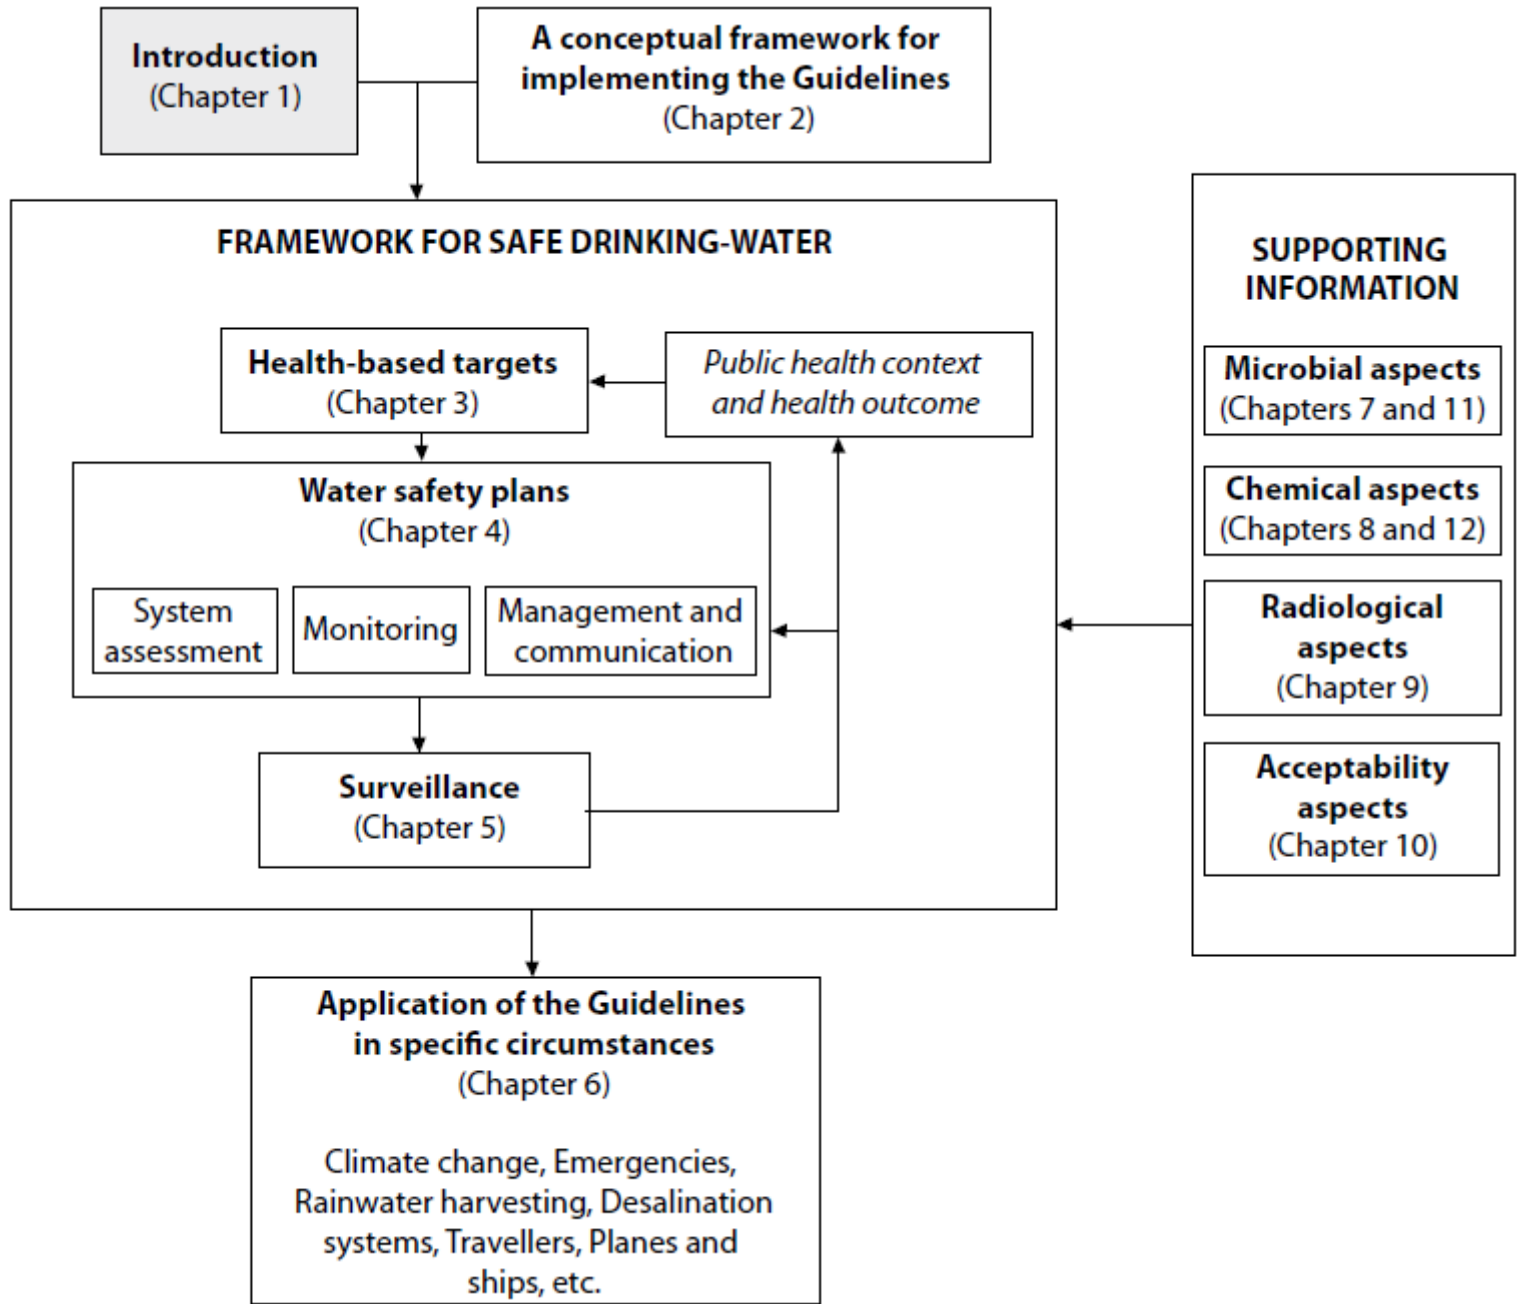 Introduction
(Chapter 1)
A conceptual framework for
implementing the Guidelines
(Chapter 2)
FRAMEWORK FOR SAFE DRINKING-WATER
Health-based targets
(Chapter 3)
Public health context
and health outcome
Water safety plans
(Chapter 4)
System
assessment
Monitoring
Management and
communication
Surveillance
(Chapter 5)
SUPPORTING
INFORMATION
Microbial aspects
(Chapters 7 and 11)
Chemical aspects
(Chapters 8 and 12)
Radiological
aspects
(Chapter 9)
Acceptability
aspects
(Chapter 10)
Application of the Guidelines
in specific circumstances
(Chapter 6)
Climate change, Emergencies,
Rainwater harvesting, Desalination
systems, Travellers, Planes and
ships, etc.